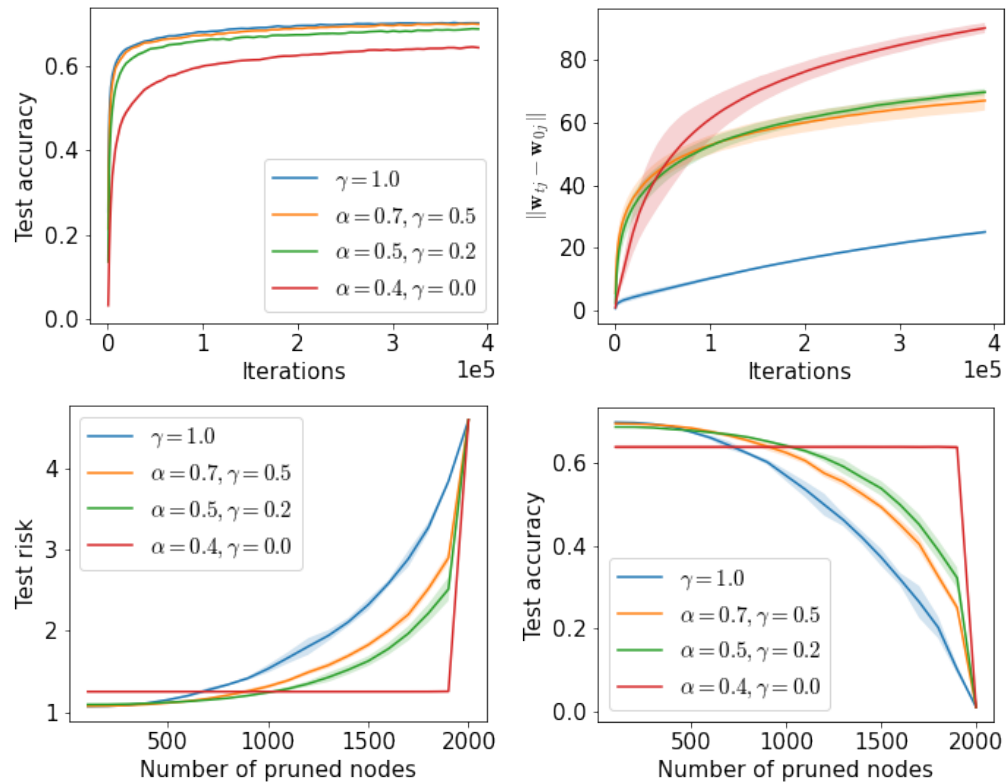 Test accuracy
0.6
0.4
0.2
0.0
0 1 2 3 4
Iterations
1e5
γ = 1.0
α = 0.7, γ = 0.5
α = 0.5, γ = 0.2
α = 0.4, γ = 0.0
||w_{tj} − w_{0j}||
80
60
40
20
0
0 1 2 3 4
Iterations
1e5
Test risk
4
3
2
1
500 1000 1500 2000
Number of pruned nodes
γ = 1.0
α = 0.7, γ = 0.5
α = 0.5, γ = 0.2
α = 0.4, γ = 0.0
Test accuracy
0.6
0.4
0.2
0.0
500 1000 1500 2000
Number of pruned nodes
γ = 1.0
α = 0.7, γ = 0.5
α = 0.5, γ = 0.2
α = 0.4, γ = 0.0